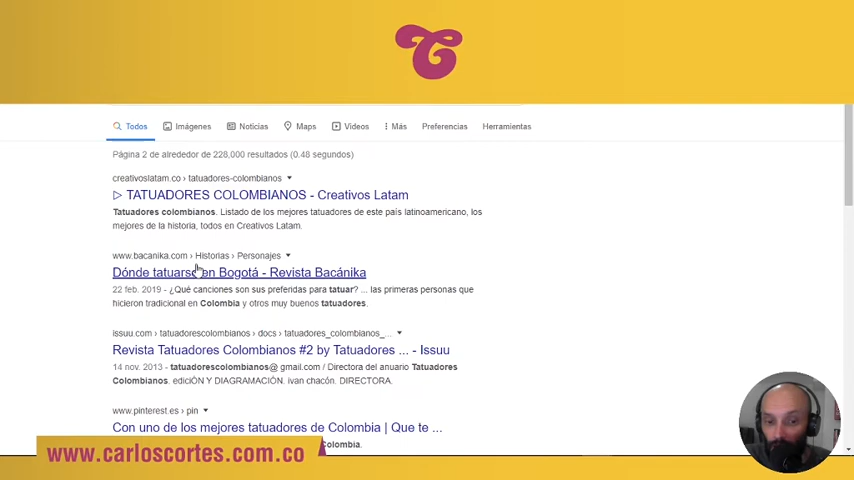 Todos Imágenes Noticias Maps Videos Más Preferencias Herramientas
Página 2 de alrededor de 228,000 resultados (0.48 segundos)
creativoslatam.co › tatuadores-colombianos
▷ TATUADORES COLOMBIANOS - Creativos Latam
Tatuadores colombianos. Listado de los mejores tatuadores de este país latinoamericano, los
mejores de la historia, todos en Creativos Latam.
www.bacanika.com › Historias › Personajes
Dónde tatuarse en Bogotá - Revista Bacánika
22 feb. 2019 - ¿Qué canciones son sus preferidas para tatuar? ... las primeras personas que
hicieron tradicional en Colombia y otros muy buenos tatuadores.
issuu.com › tatuadorescolombianos › docs › tatuadores_colombianos_...
Revista Tatuadores Colombianos #2 by Tatuadores ... - Issuu
14 nov. 2013 - tatuadorescolombianos@ gmail.com / Directora del anuario Tatuadores
Colombianos. ediciÓN Y DIAGRAMACIÓN. ivan chacón. DIRECTORA.
www.pinterest.es › pin
Con uno de los mejores tatuadores de Colombia | Que te ...
Colombia.
www.carloscortes.com.co